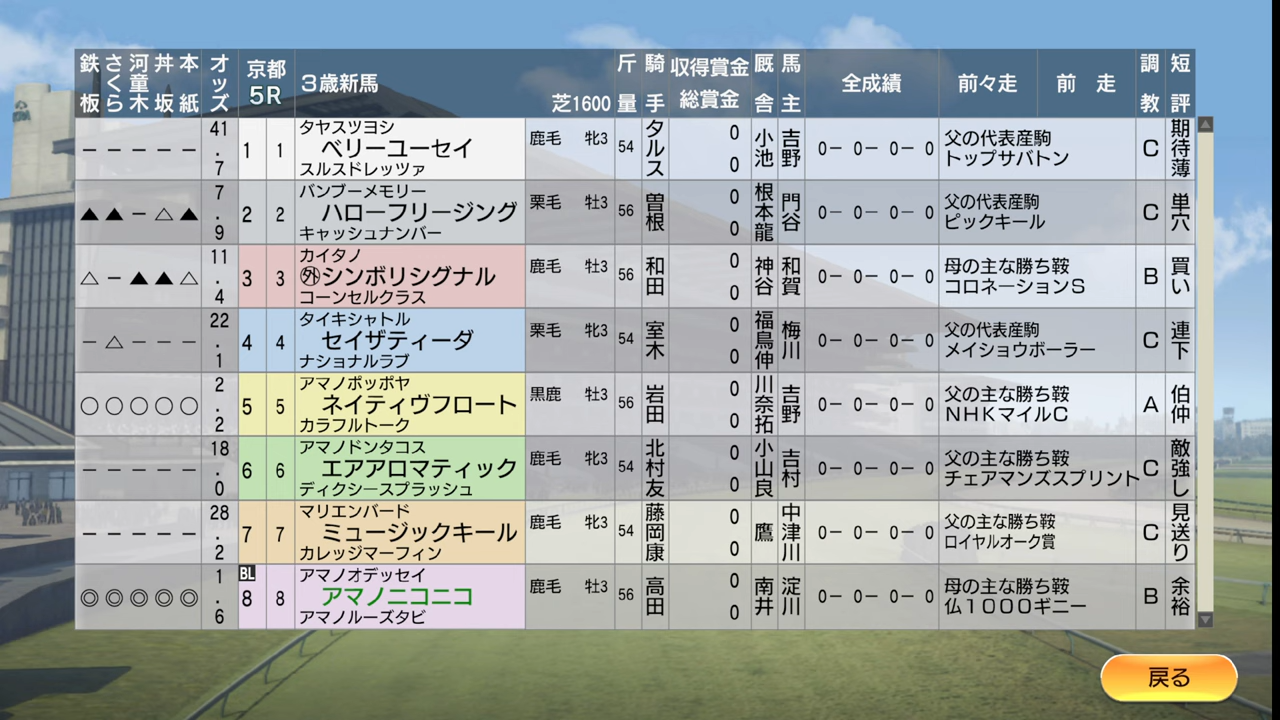 鉄板 さくら 河童木 丼坂 本紙 オッズ 京都5R 3歳新馬 芝1600 斤量 騎手 収得賞金 総賞金 厩舎 馬主 全成績 前々走 前 走 調教 短評
－ － － － － 41.7 1 1 タヤスツヨシ
ベリーユーセイ
スルスドレッツァ
鹿毛 牝3 54 タルス 0 0 小池 吉野 0－ 0－ 0－ 0 父の代表産駒
トップサバトン
C 期待薄
▲ ▲ － △ ▲ 7.9 2 2 バンブーメモリー
ハローフリージング
キャッシュナンバー
栗毛 牡3 56 曽根 0 0 根本龍 門谷 0－ 0－ 0－ 0 父の代表産駒
ピックキール
C 単穴
△ － ▲ ▲ △ 11.4 3 3 カイタノ
㊕シンボリシグナル
コーンセルクラス
鹿毛 牡3 56 和田 0 0 神谷 和賀 0－ 0－ 0－ 0 母の主な勝ち鞍
コロネーションS
B 買い
－ △ － － － 22.1 4 4 タイキシャトル
セイザティーダ
ナショナルラブ
栗毛 牝3 54 室木 0 0 福島伸 梅川 0－ 0－ 0－ 0 父の代表産駒
メイショウボーラー
C 連下
○ ○ ○ ○ ○ 2.2 5 5 アマノポッポヤ
ネイティヴフロート
カラフルトーク
黒鹿 牡3 56 岩田 0 0 川奈拓 吉野 0－ 0－ 0－ 0 父の主な勝ち鞍
NHKマイルC
A 伯仲
－ － － － － 18.0 6 6 アマノドンタコス
エアアロマティック
ディクシースプラッシュ
鹿毛 牝3 54 北村友 0 0 小山良 吉村 0－ 0－ 0－ 0 父の主な勝ち鞍
チェアマンズスプリント
C 敵強し
－ － － － － 28.2 7 7 マリエンバード
ミュージックキール
カレッジマーフィン
鹿毛 牝3 54 藤岡康 0 0 鷹 中津川 0－ 0－ 0－ 0 父の主な勝ち鞍
ロイヤルオーク賞
C 見送り
◎ ◎ ◎ ◎ ◎ 1.6 BL 8 8 アマノオデッセイ
アマノニコニコ
アマノルーズタビ
鹿毛 牡3 56 高田 0 0 南井 淀川 0－ 0－ 0－ 0 母の主な勝ち鞍
仏1000ギニー
B 余裕
戻る